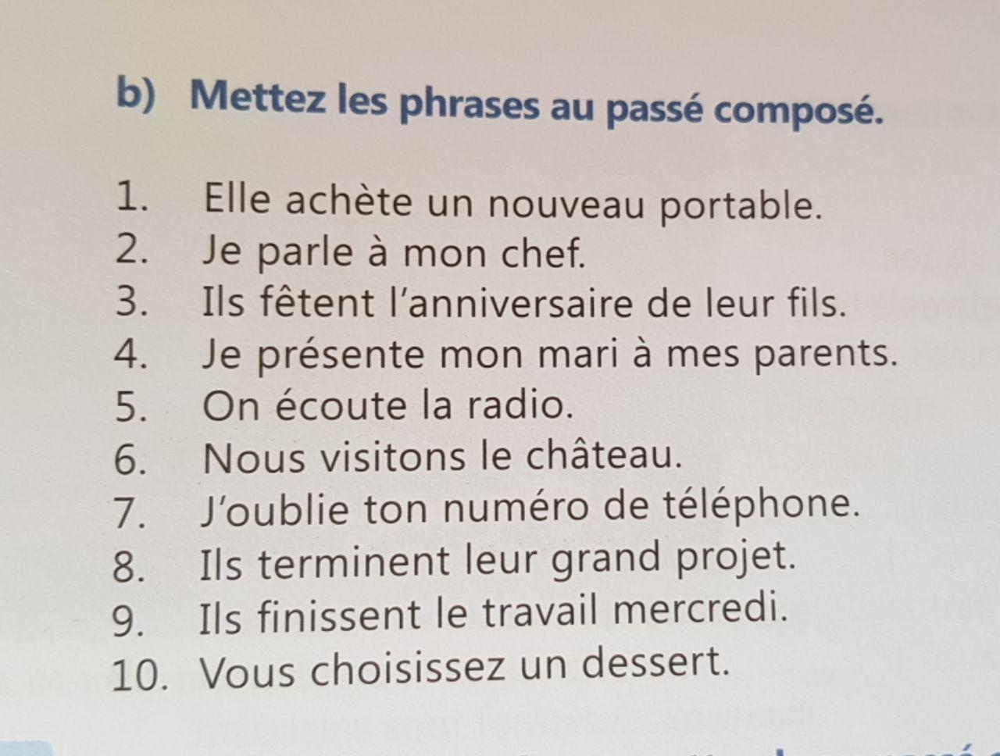 b) Mettez les phrases au passé composé.
1. Elle achète un nouveau portable.
2. Je parle à mon chef.
3. Ils fêtent l'anniversaire de leur fils.
4. Je présente mon mari à mes parents.
5. On écoute la radio.
6. Nous visitons le château.
7. J'oublie ton numéro de téléphone.
8. Ils terminent leur grand projet.
9. Ils finissent le travail mercredi.
10. Vous choisissez un dessert.